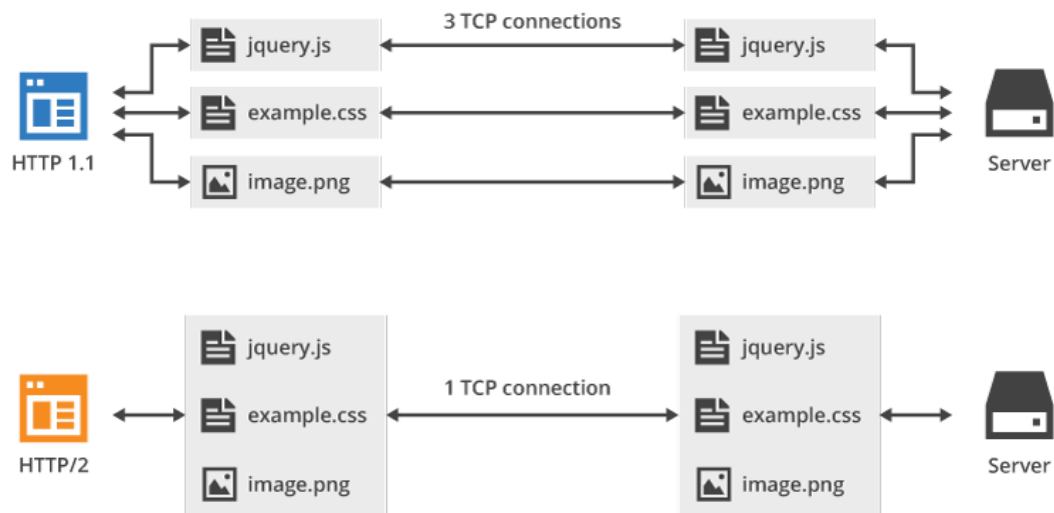 3 TCP connections
jquery.js
jquery.js
example.css
example.css
HTTP 1.1
Server
image.png
image.png
jquery.js
jquery.js
1 TCP connection
example.css
example.css
HTTP/2
Server
image.png
image.png